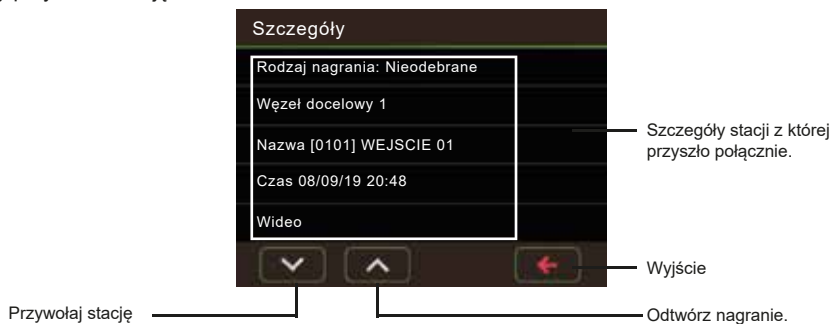 Szczegóły
Rodzaj nagrania: Nieodebrane
Węzeł docelowy 1
Nazwa [0101] WEJSCIE 01
Czas 08/09/19 20:48
Wideo
Szczegóły stacji z której
przyszło połącznie.
Wyjście
Przywołaj stację
Odtwórz nagranie.